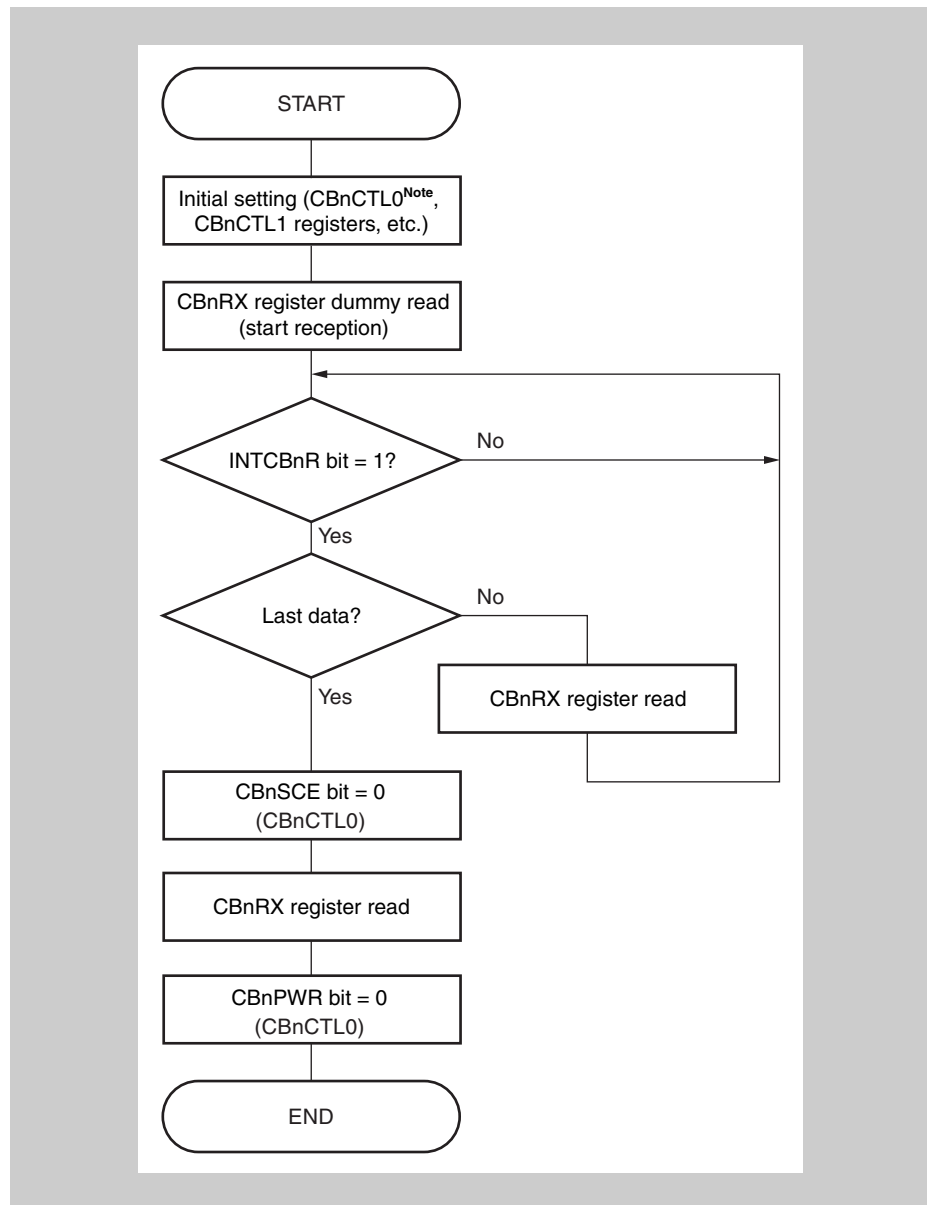 START
Initial setting (CBnCTL0Note,
CBnCTL1 registers, etc.)
CBnRX register dummy read
(start reception)
INTCBnR bit = 1?
No
Yes
Last data?
No
CBnRX register read
Yes
CBnSCE bit = 0
(CBnCTL0)
CBnRX register read
CBnPWR bit = 0
(CBnCTL0)
END